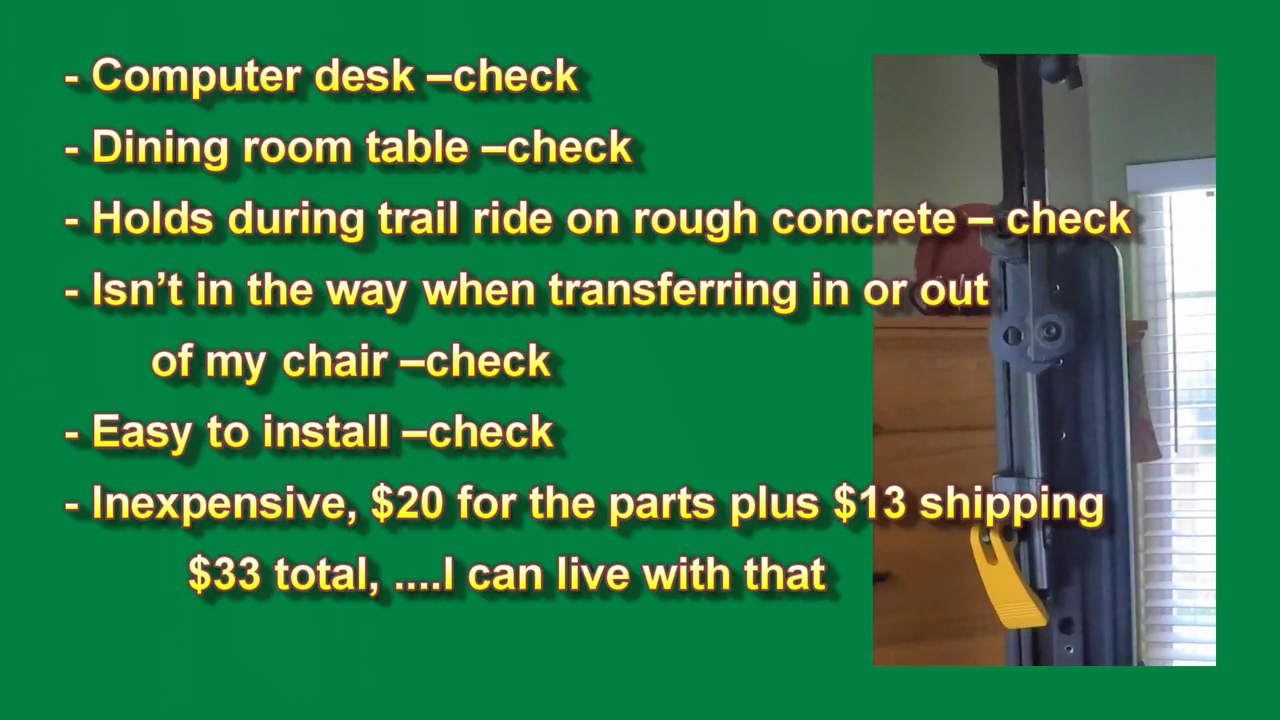 - Computer desk –check
- Dining room table –check
- Holds during trail ride on rough concrete – check
- Isn’t in the way when transferring in or out
of my chair –check
- Easy to install –check
- Inexpensive, $20 for the parts plus $13 shipping
$33 total, ....I can live with that